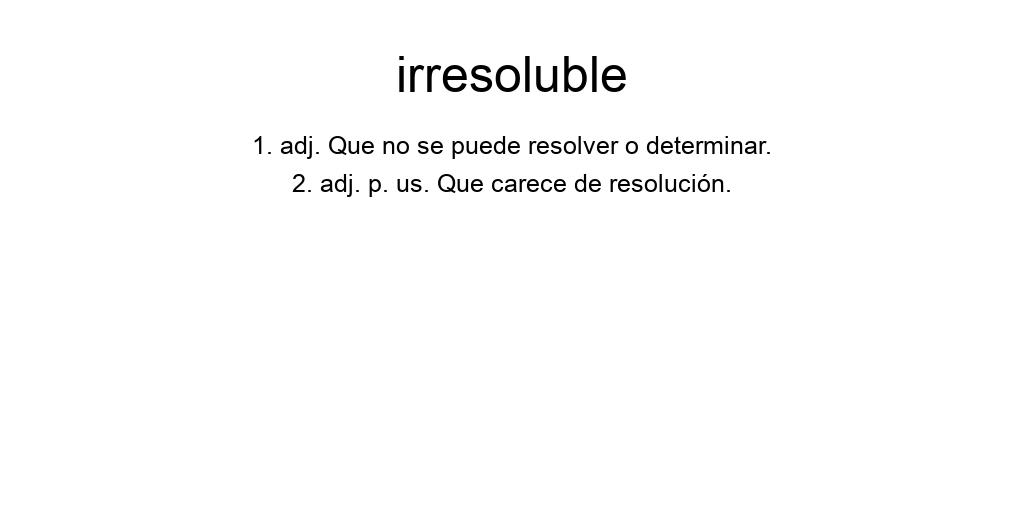 irresoluble
1. adj. Que no se puede resolver o determinar.
2. adj. p. us. Que carece de resolución.